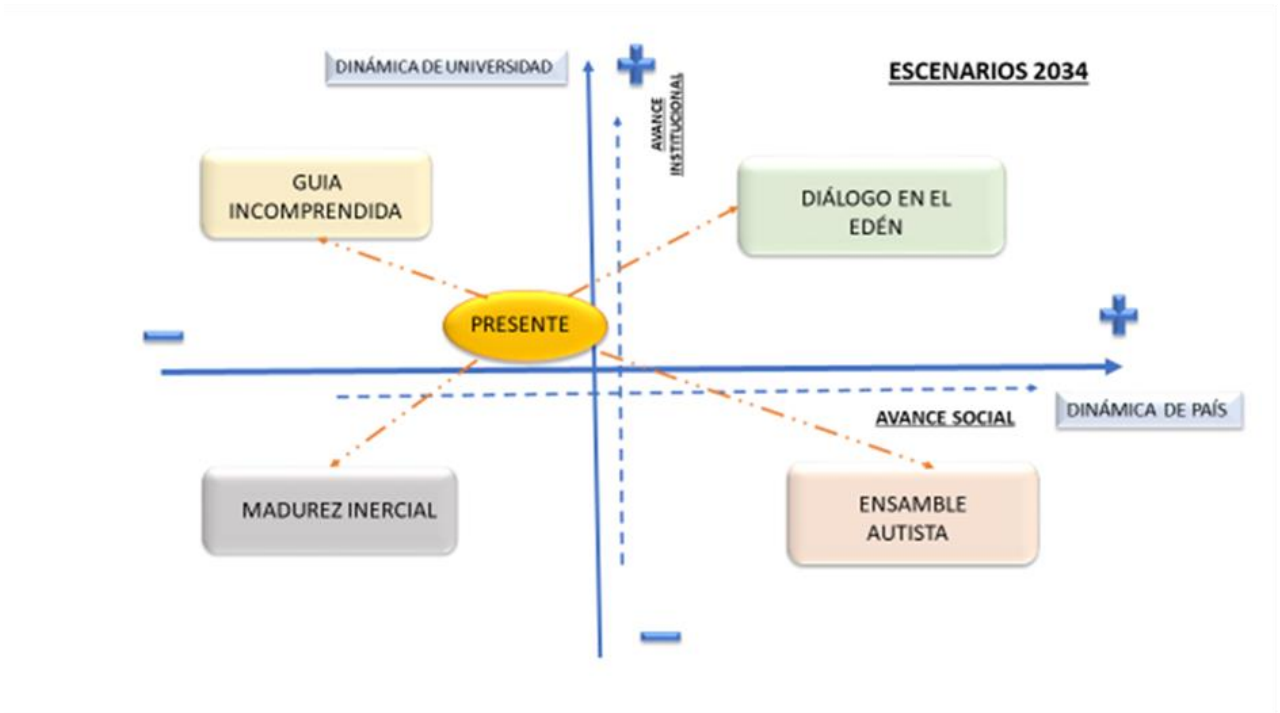 DINÁMICA DE UNIVERSIDAD
AVANCE
INSTITUCIONAL
ESCENARIOS 2034
GUIA
INCOMPRENDIDA
DIÁLOGO EN EL
EDÉN
PRESENTE
AVANCE SOCIAL
DINÁMICA DE PAÍS
MADUREZ INERCIAL
ENSAMBLE
AUTISTA